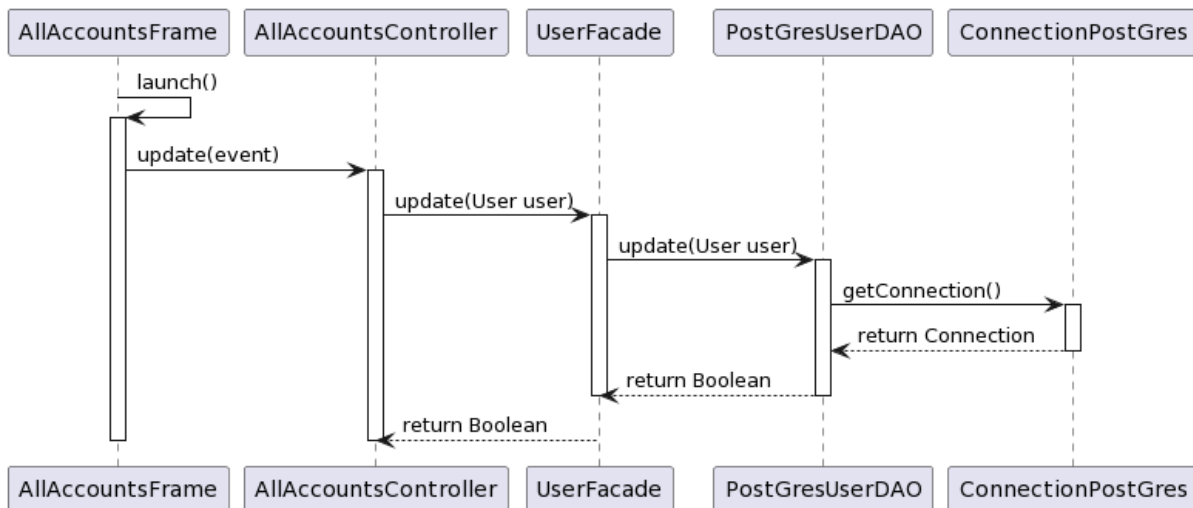 AllAccountsFrame
AllAccountsController
UserFacade
PostGresUserDAO
ConnectionPostGres
launch()
update(event)
update(User user)
update(User user)
getConnection()
return Connection
return Boolean
return Boolean
AllAccountsFrame
AllAccountsController
UserFacade
PostGresUserDAO
ConnectionPostGres